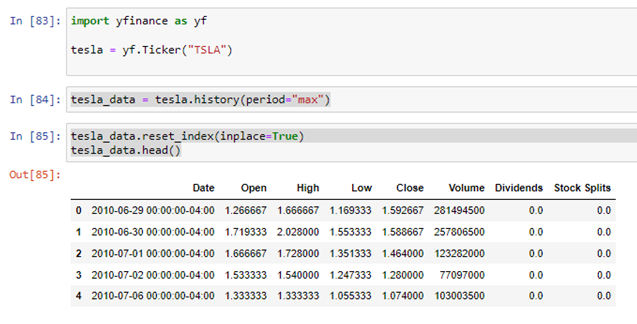 In [83]: import yfinance as yf
tesla = yf.Ticker("TSLA")
In [84]: tesla_data = tesla.history(period="max")
In [85]: tesla_data.reset_index(inplace=True)
tesla_data.head()
Out[85]:
Date Open High Low Close Volume Dividends Stock Splits
0 2010-06-29 00:00:00-04:00 1.266667 1.666667 1.169333 1.592667 281494500 0.0 0.0
1 2010-06-30 00:00:00-04:00 1.719333 2.028000 1.553333 1.588667 257806500 0.0 0.0
2 2010-07-01 00:00:00-04:00 1.666667 1.728000 1.351333 1.464000 123282000 0.0 0.0
3 2010-07-02 00:00:00-04:00 1.533333 1.540000 1.247333 1.280000 77097000 0.0 0.0
4 2010-07-06 00:00:00-04:00 1.333333 1.333333 1.055333 1.074000 103003500 0.0 0.0